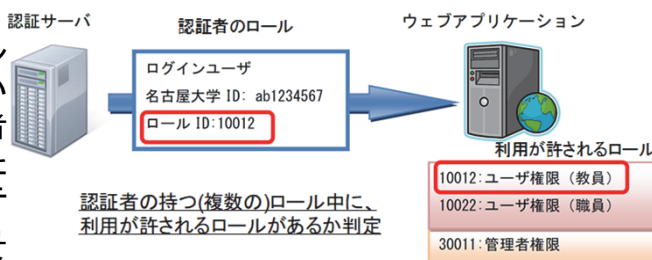 認証サーバ
認証者のロール
ウェブアプリケーション
ログインユーザ
名古屋大学 ID: ab1234567
ロール ID:10012
利用が許されるロール
10012:ユーザ権限（教員）
10022:ユーザ権限（職員）
30011:管理者権限
認証者の持つ(複数の)ロール中に、
利用が許されるロールがあるか判定